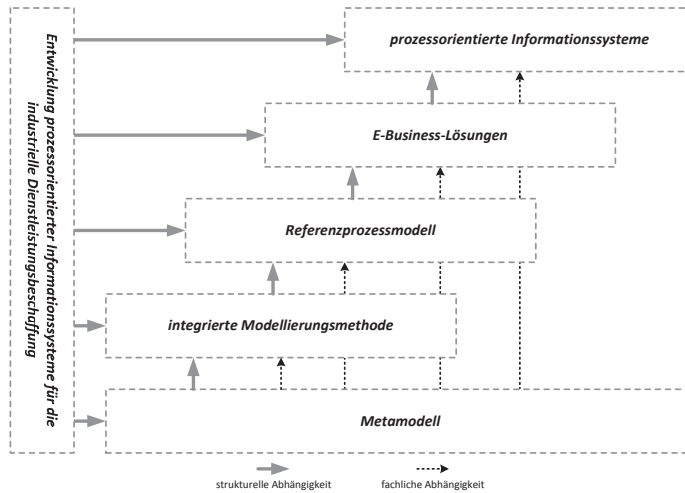 Entwicklung prozessorientierter Informationssysteme für die
industrielle Dienstleistungsbeschaffung
prozessorientierte Informationssysteme
E-Business-Lösungen
Referenzprozessmodell
integrierte Modellierungsmethode
Metamodell
strukturelle Abhängigkeit
fachliche Abhängigkeit